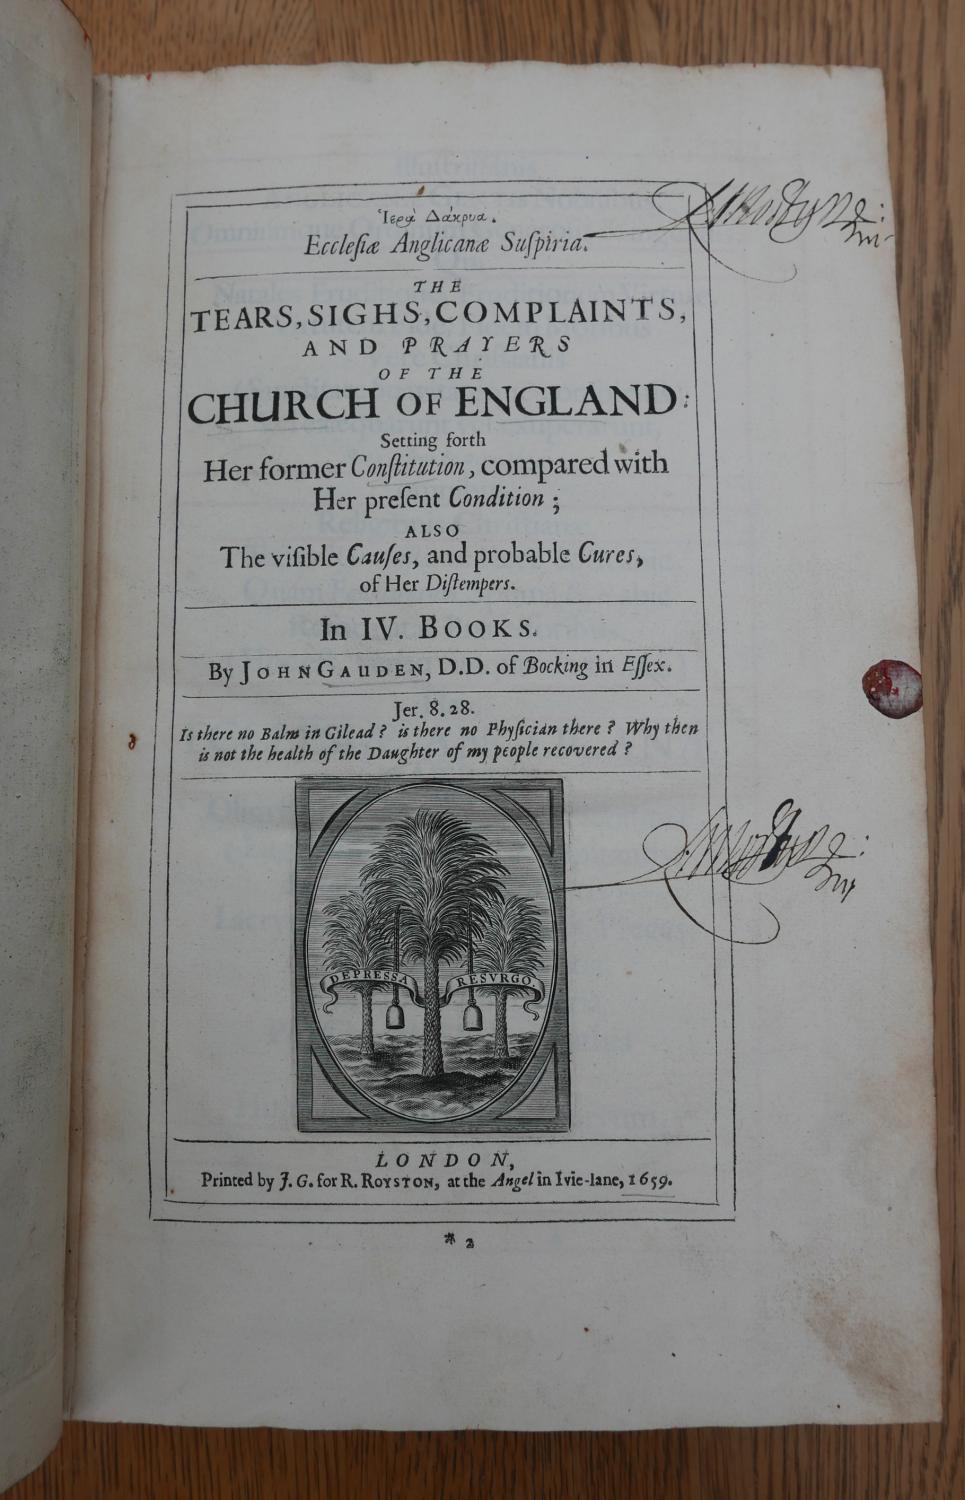 Ἱερὰ Δάκρυα.
Ecclesiæ Anglicanæ Suſpiria.
THE
TEARS, SIGHS, COMPLAINTS,
AND PRAYERS
OF THE
CHURCH OF ENGLAND:
Setting forth
Her former Conſtitution, compared with
Her preſent Condition;
ALSO
The viſible Cauſes, and probable Cures,
of Her Diſtempers.
In IV. BOOKS.
By JOHN GAUDEN, D.D. of Bocking in Eſſex.
Jer. 8. 28.
Is there no Balm in Gilead? is there no Phyſician there? Why then
is not the health of the Daughter of my people recovered?
DEPRESSA RESVRGO.
LONDON,
Printed by J. G. for R. ROYSTON, at the Angel in Ivie-lane, 1659.
* 2